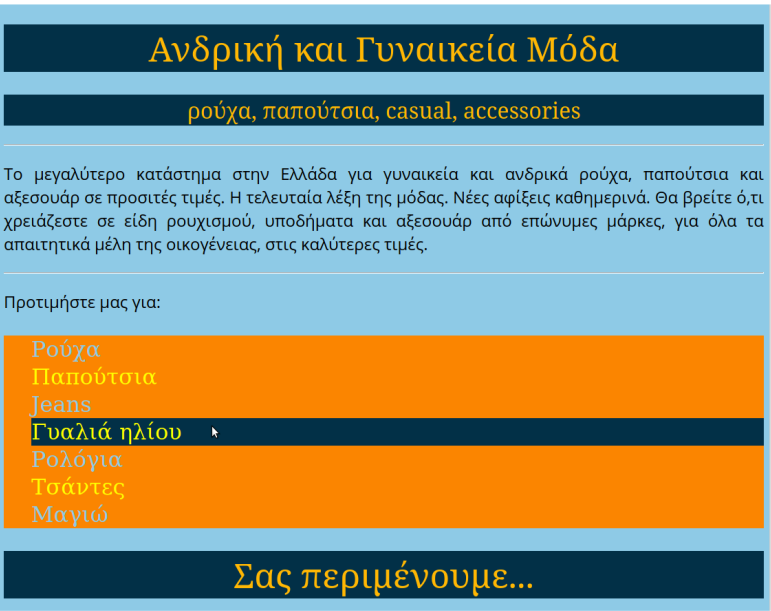 Ανδρική και Γυναικεία Μόδα
ρούχα, παπούτσια, casual, accessories
Το μεγαλύτερο κατάστημα στην Ελλάδα για γυναικεία και ανδρικά ρούχα, παπούτσια και
αξεσουάρ σε προσιτές τιμές. Η τελευταία λέξη της μόδας. Νέες αφίξεις καθημερινά. Θα βρείτε ό,τι
χρειάζεστε σε είδη ρουχισμού, υποδήματα και αξεσουάρ από επώνυμες μάρκες, για όλα τα
απαιτητικά μέλη της οικογένειας, στις καλύτερες τιμές.
Προτιμήστε μας για:
Ρούχα
Παπούτσια
Jeans
Γυαλιά ηλίου
Ρολόγια
Τσάντες
Μαγιώ
Σας περιμένουμε...